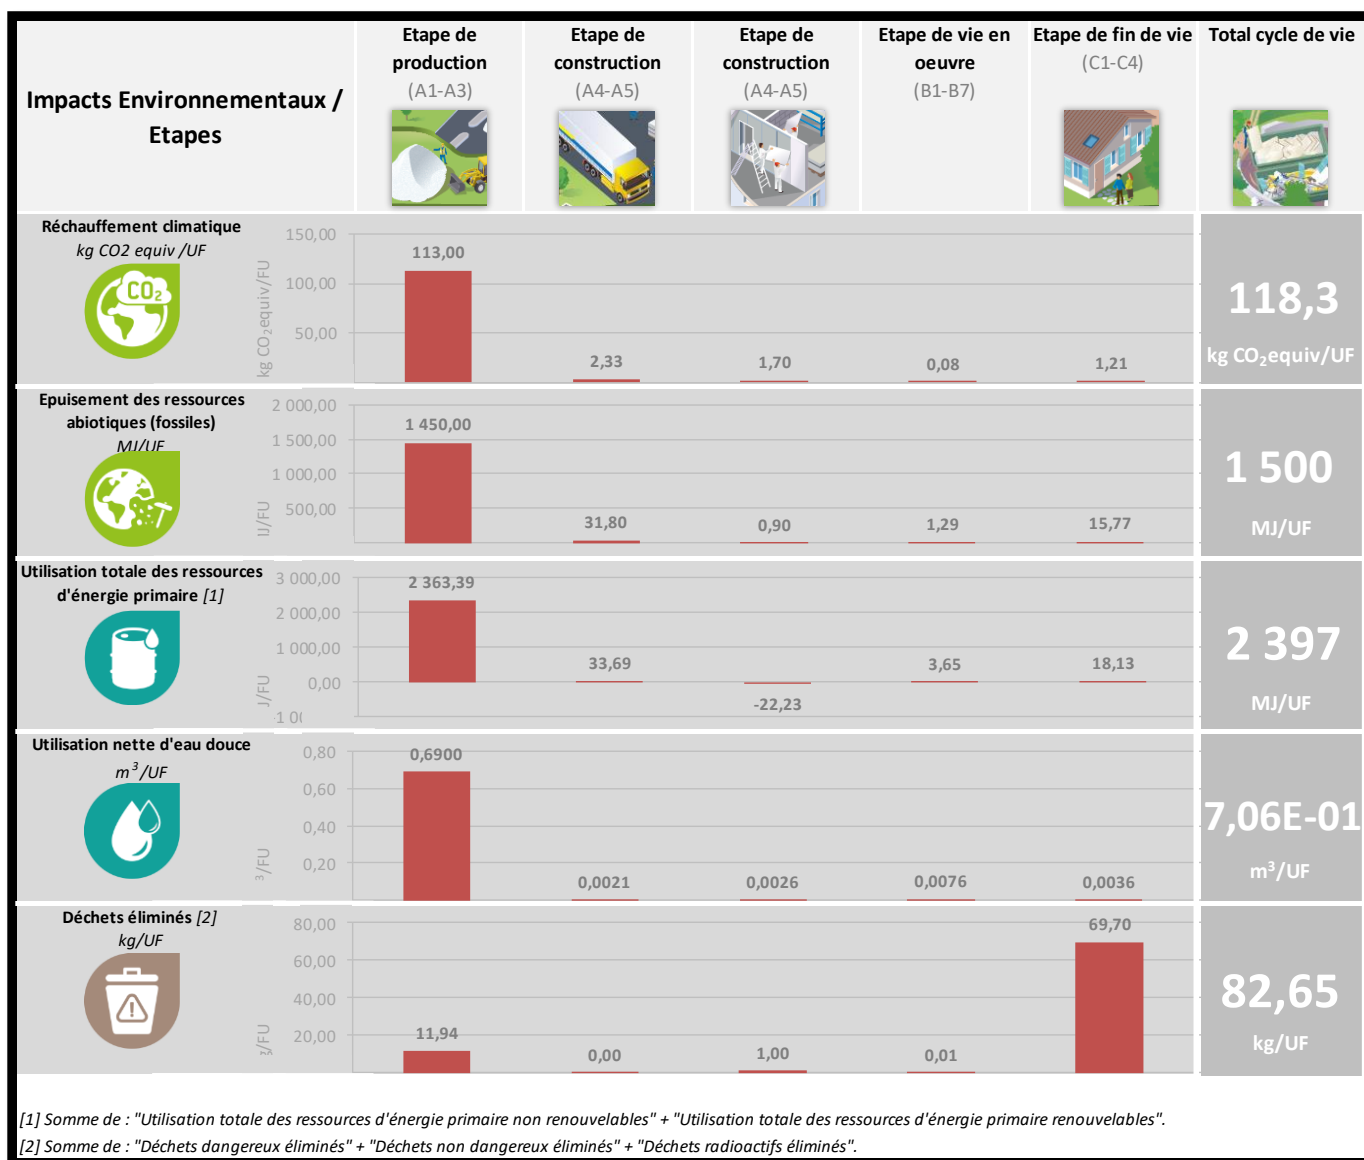 Impacts Environnementaux /
Etapes
Etape de
production
(A1-A3)
Etape de
construction
(A4-A5)
Etape de
construction
(A4-A5)
Etape de vie en
oeuvre
(B1-B7)
Etape de fin de vie
(C1-C4)
Total cycle de vie
Réchauffement climatique
kg CO2 equiv /UF
CO2
kg CO2equiv/FU
150,00
100,00
50,00
113,00
2,33
1,70
0,08
1,21
118,3
kg CO2equiv/UF
Epuisement des ressources
abiotiques (fossiles)
MJ/UF
/FU
2 000,00
1 500,00
1 000,00
500,00
1 450,00
31,80
0,90
1,29
15,77
1 500
MJ/UF
Utilisation totale des ressources
d'énergie primaire [1]
J/FU
3 000,00
2 000,00
1 000,00
0,00
2 363,39
33,69
-22,23
3,65
18,13
2 397
MJ/UF
Utilisation nette d'eau douce
m3/UF
3/FU
0,80
0,60
0,40
0,20
0,6900
0,0021
0,0026
0,0076
0,0036
7,06E-01
m3/UF
Déchets éliminés [2]
kg/UF
/FU
80,00
60,00
40,00
20,00
11,94
0,00
1,00
0,01
69,70
82,65
kg/UF
[1] Somme de : "Utilisation totale des ressources d'énergie primaire non renouvelables" + "Utilisation totale des ressources d'énergie primaire renouvelables".
[2] Somme de : "Déchets dangereux éliminés" + "Déchets non dangereux éliminés" + "Déchets radioactifs éliminés".